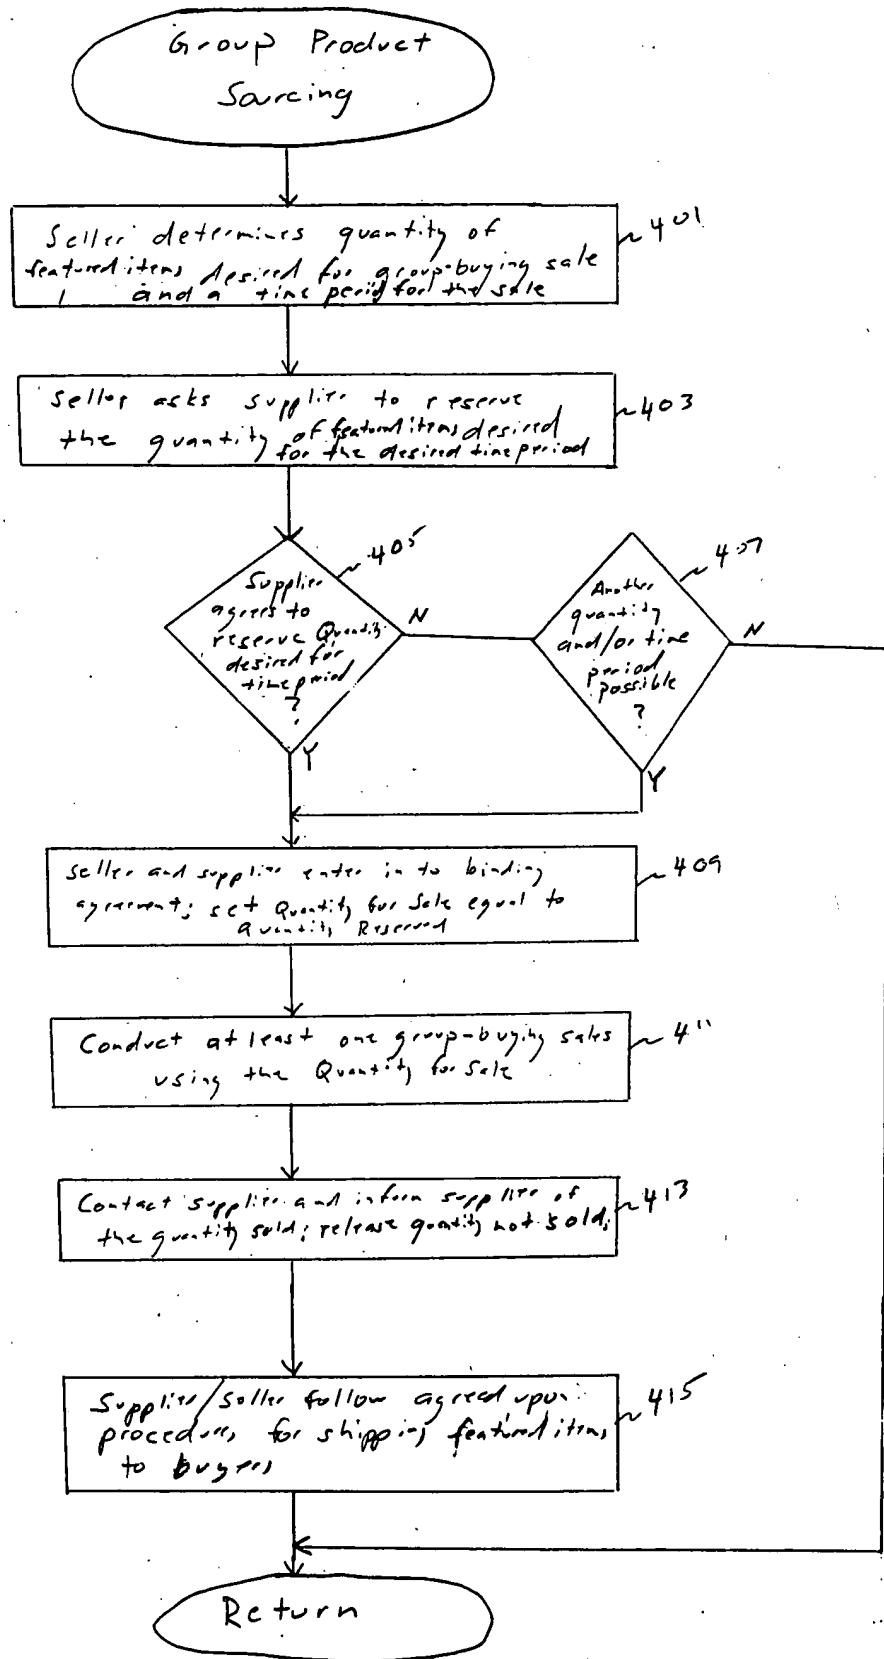 Group Product
Sourcing
Seller determines quantity of
featured items desired for group-buying sale
and a time period for the sale
401
Seller asks supplier to reserve
the quantity of featured items desired
for the desired time period
403
Supplier
agrees to
reserve Quantity
desired for
time period
?
405
N
Y
Another
quantity
and/or time
period
possible
?
407
N
Y
Seller and supplier enter in to binding
agreement; set Quantity for Sale equal to
Quantity Reserved
409
Conduct at least one group-buying sales
using the Quantity for Sale
411
Contact supplier and inform supplier of
the quantity sold; release quantity not sold;
413
Supplier/Seller follow agreed upon
procedures for shipping featured items
to buyers
415
Return